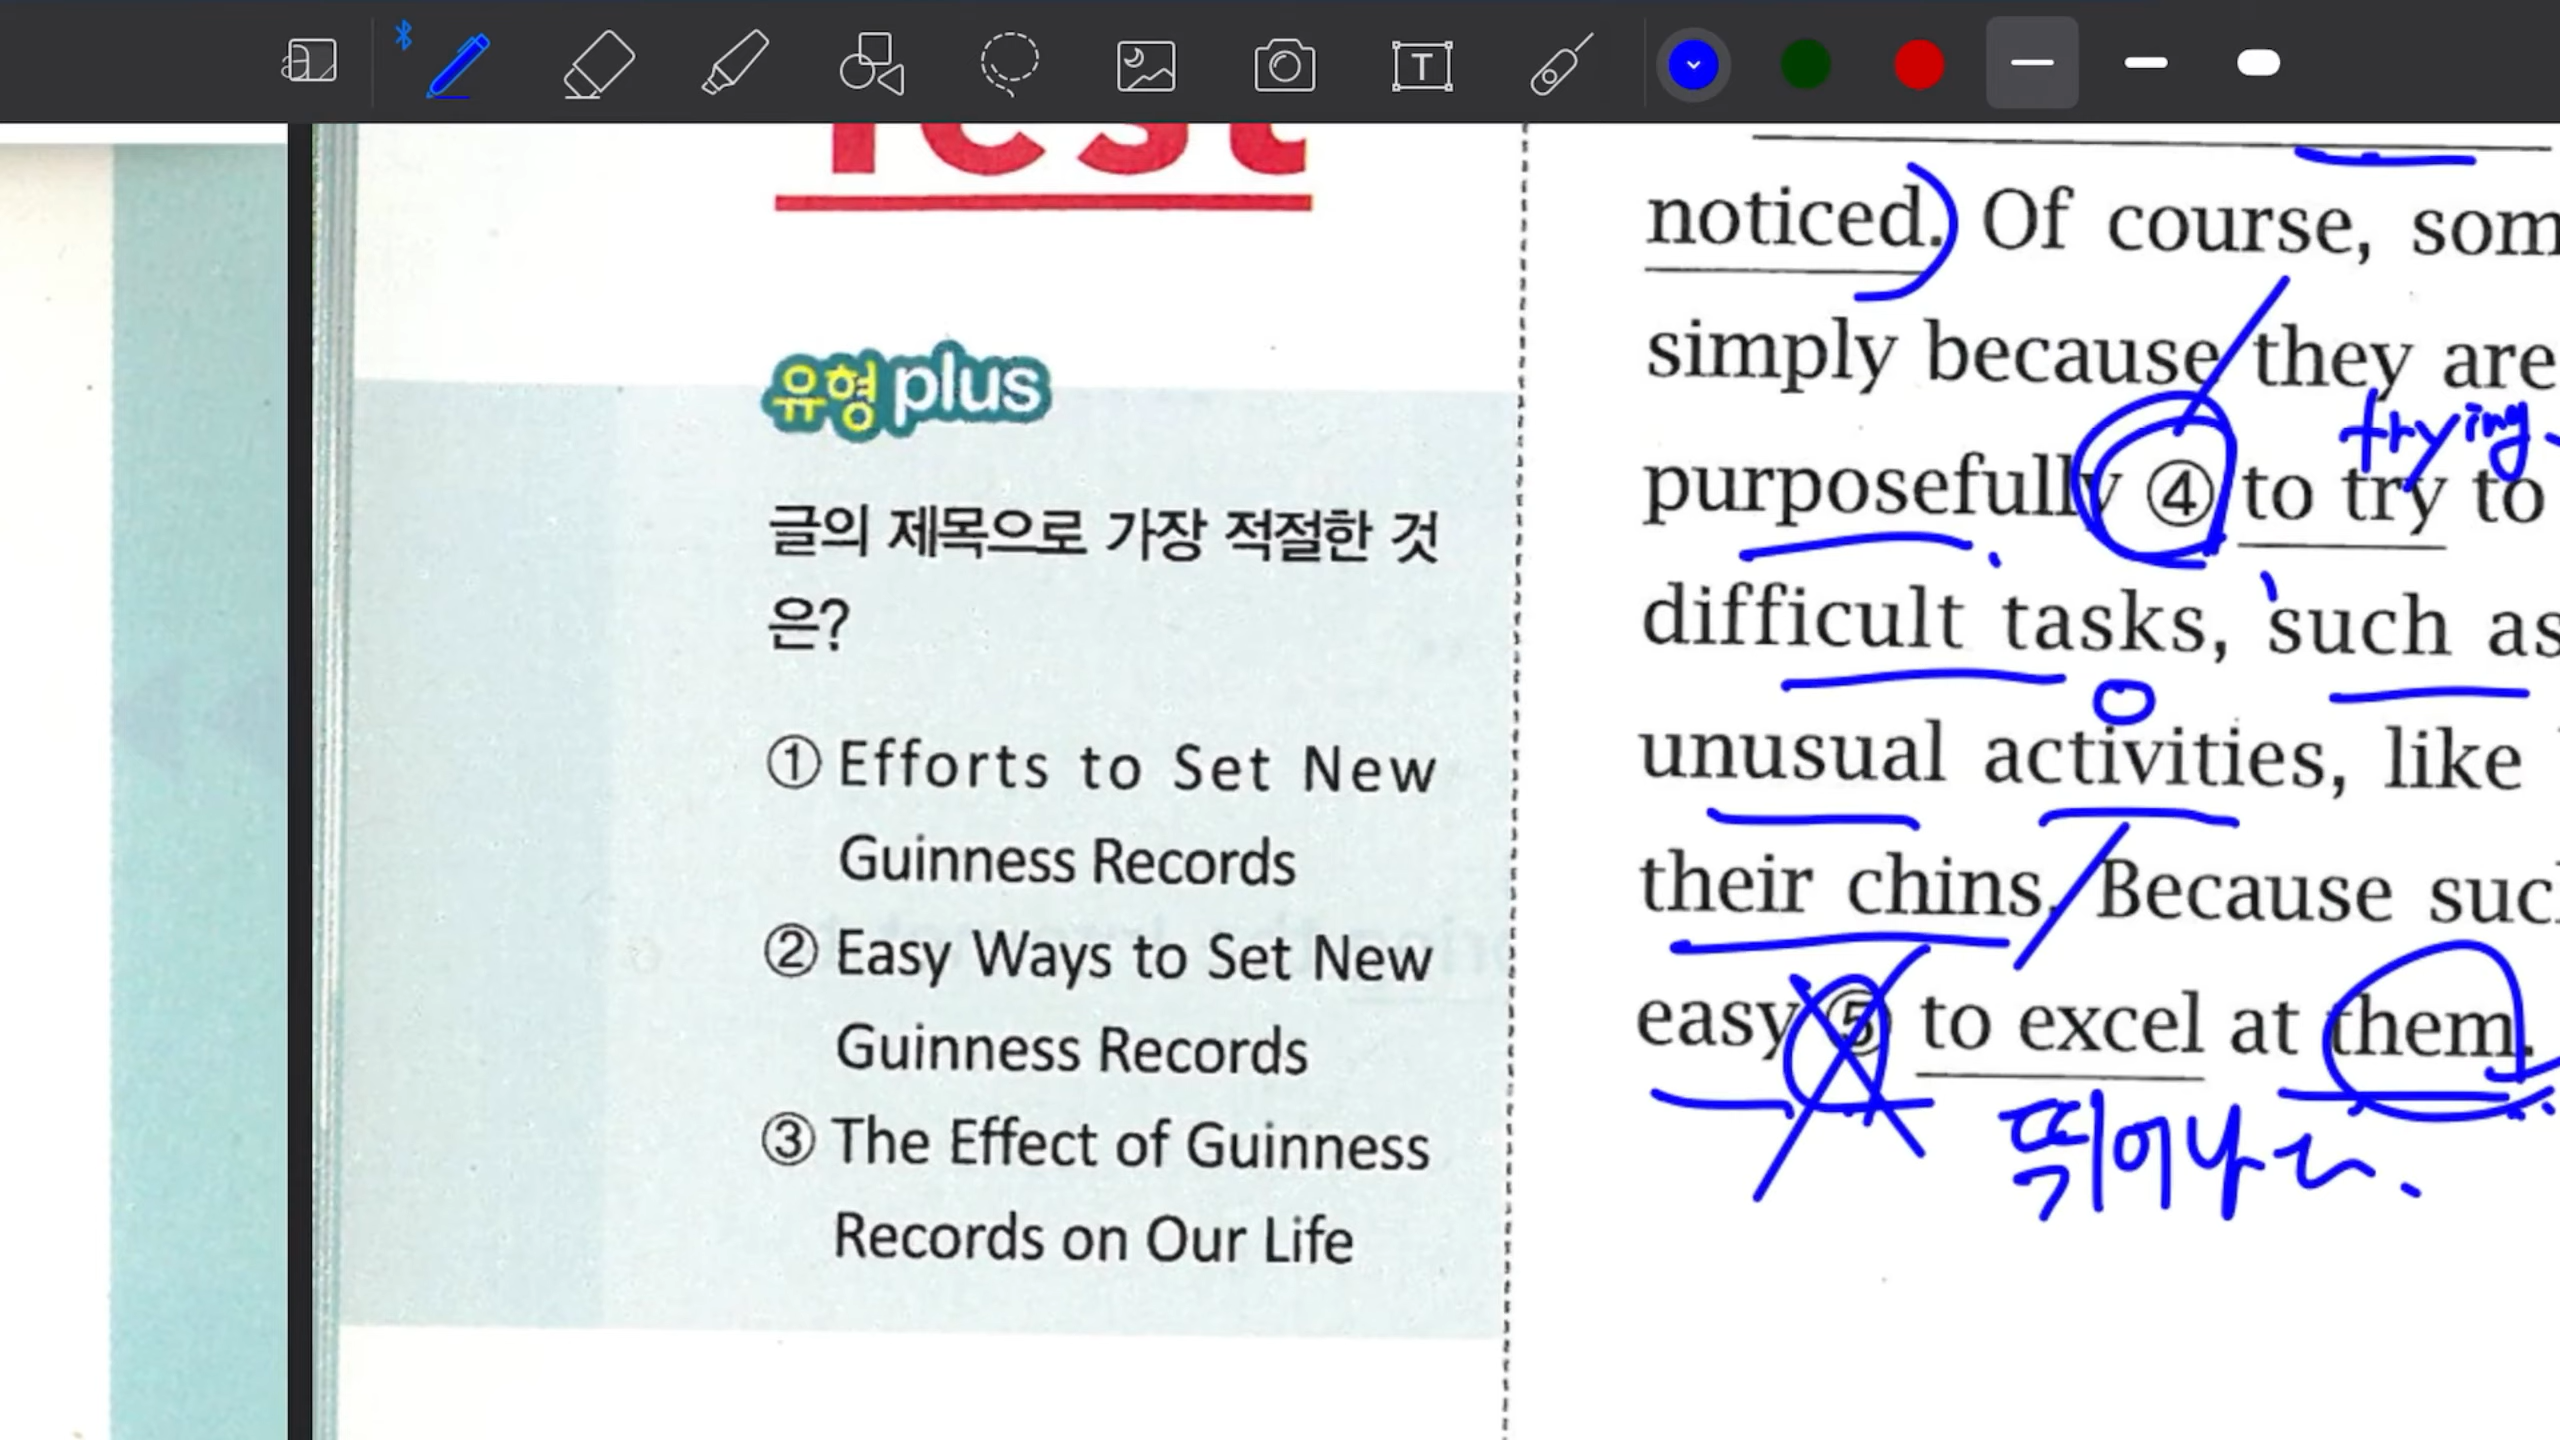 Test
유형 plus
글의 제목으로 가장 적절한 것
은?
① Efforts to Set New
Guinness Records
② Easy Ways to Set New
Guinness Records
③ The Effect of Guinness
Records on Our Life
noticed. Of course, som
simply because they are
trying
purposefully ④ to try to
difficult tasks, such as
unusual activities, like
their chins. Because suc
easy ⑤ to excel at them.
뛰어나다.